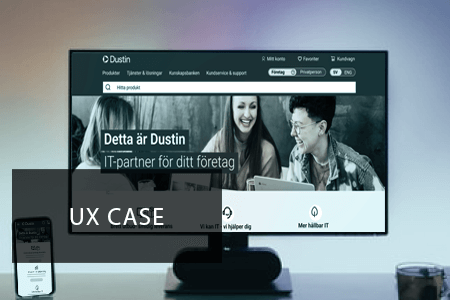 Dustin
Mitt konto Favoriter Kundvagn
Produkter Tjänster & lösningar Kunskapsbanken Kundservice & support Företag Privatperson SV ENG
Hitta produkt
Detta är Dustin
IT-partner för ditt företag
UX CASE
Vi kan IT - vi hjälper dig Mer hållbar IT